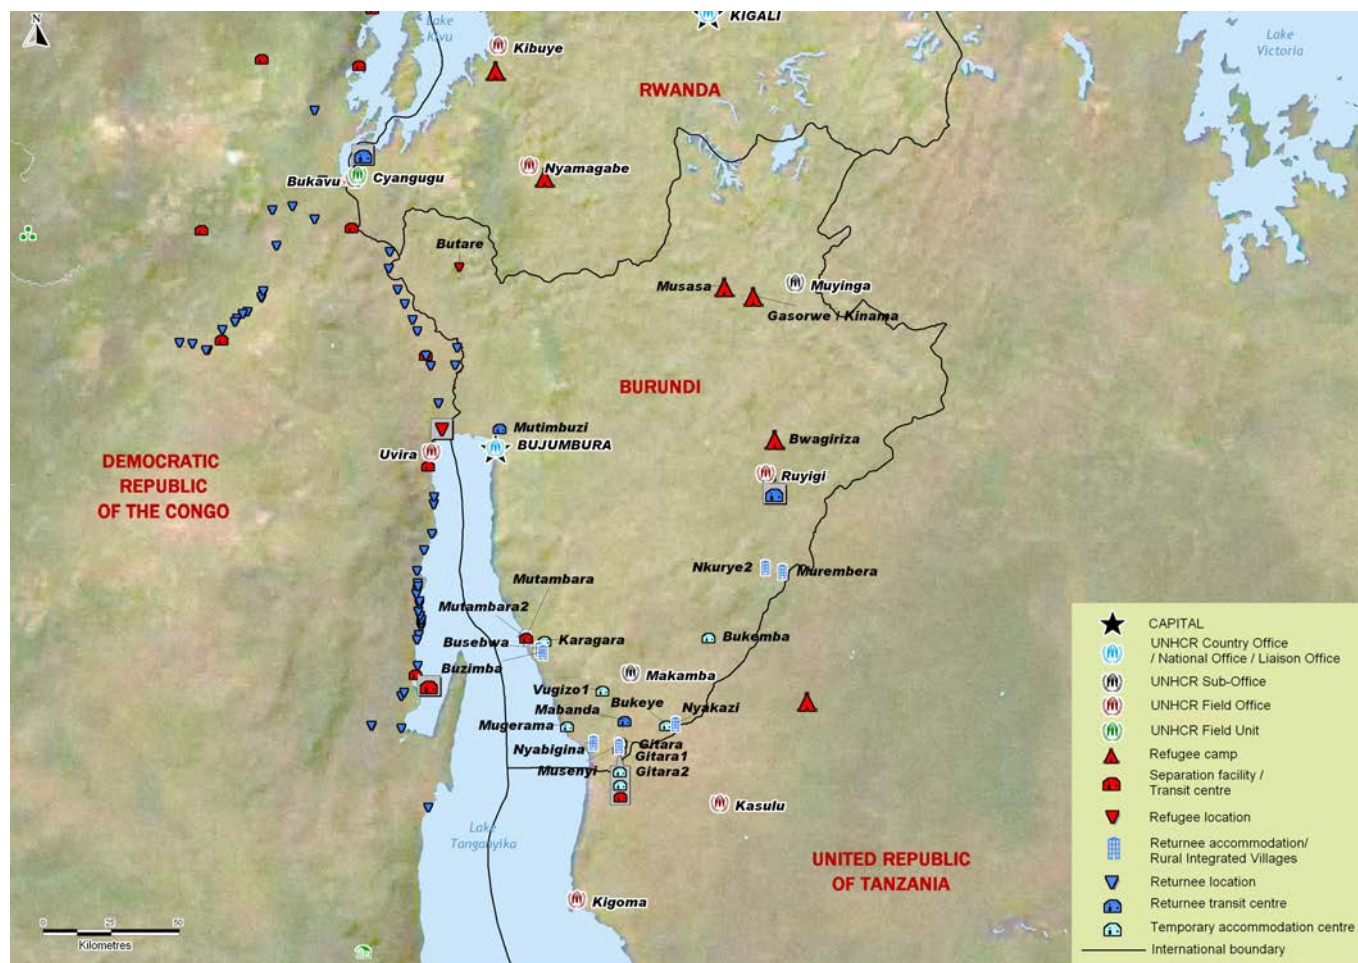 N
Lake
Kivu
KIGALI
Lake
Victoria
Kibuye
RWANDA
Nyamagabe
Bukavu
Cyangugu
Butare
Musasa
Muyinga
Gasorwe / Kinama
BURUNDI
Mutimbuzi
BUJUMBURA
Uvira
Bwagiriza
DEMOCRATIC
REPUBLIC
OF THE CONGO
Ruyigi
Nkurye2
Murembera
Mutambara
Mutambara2
Busebwa
Karagara
Bukemba
Buzimba
Makamba
Vugizo1
Bukeye
Mabanda
Nyakazi
Mugerama
Nyabigina
Gitara
Gitara1
Musenyi
Gitara2
Kasulu
Lake
Tanganyika
UNITED REPUBLIC
OF TANZANIA
Kigoma
0 25 50
Kilometres
CAPITAL
UNHCR Country Office
/ National Office / Liaison Office
UNHCR Sub-Office
UNHCR Field Office
UNHCR Field Unit
Refugee camp
Separation facility /
Transit centre
Refugee location
Returnee accommodation/
Rural Integrated Villages
Returnee location
Returnee transit centre
Temporary accommodation centre
International boundary